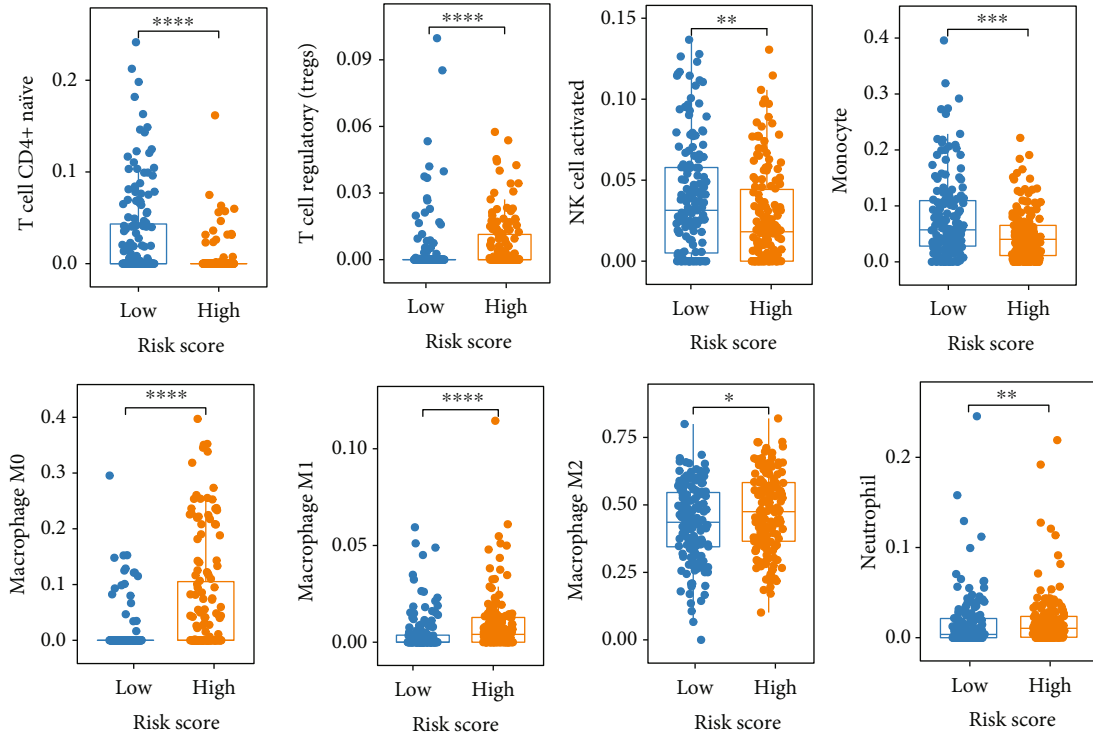 ****
T cell CD4+ naïve
0.2
0.1
0.0
Low High
Risk score
****
T cell regulatory (tregs)
0.09
0.06
0.03
0.00
Low High
Risk score
**
NK cell activated
0.15
0.10
0.05
0.00
Low High
Risk score
***
Monocyte
0.4
0.3
0.2
0.1
0.0
Low High
Risk score
****
Macrophage M0
0.4
0.3
0.2
0.1
0.0
Low High
Risk score
****
Macrophage M1
0.10
0.05
0.00
Low High
Risk score
*
Macrophage M2
0.75
0.50
0.25
0.00
Low High
Risk score
**
Neutrophil
0.2
0.1
0.0
Low High
Risk score